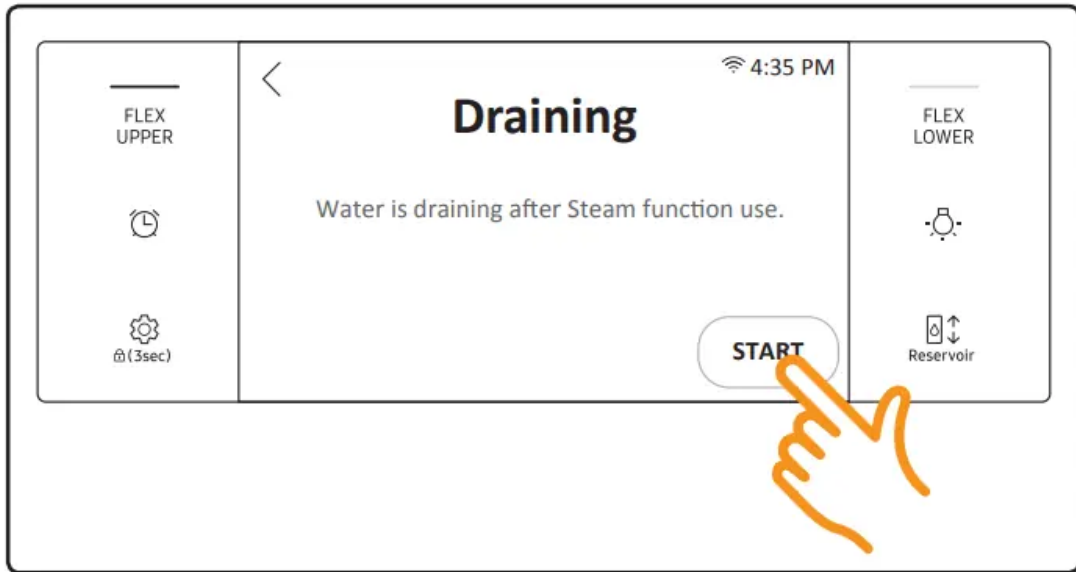 FLEX
UPPER
(3sec)
4:35 PM
Draining
Water is draining after Steam function use.
START
FLEX
LOWER
Reservoir